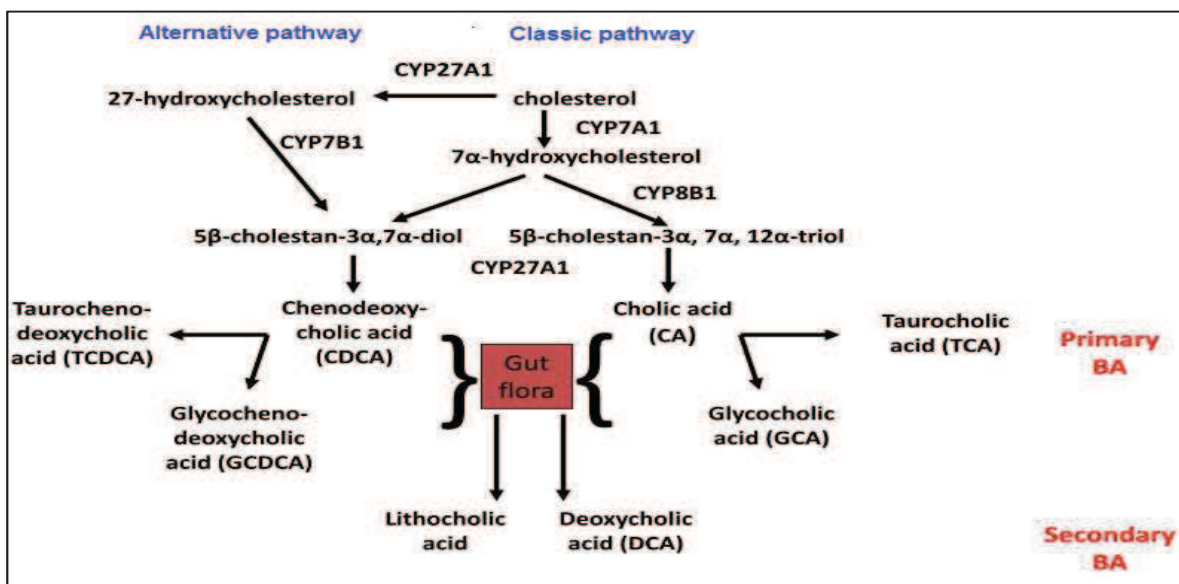 Alternative pathway
Classic pathway
CYP27A1
27-hydroxycholesterol
cholesterol
CYP7A1
CYP7B1
7α-hydroxycholesterol
CYP8B1
5β-cholestan-3α,7α-diol
5β-cholestan-3α, 7α, 12α-triol
CYP27A1
Taurocheno-
deoxycholic
acid (TCDCA)
Chenodeoxy-
cholic acid
(CDCA)
Gut
flora
Cholic acid
(CA)
Taurocholic
acid (TCA)
Primary
BA
Glycocheno-
deoxycholic
acid (GCDCA)
Glycocholic
acid (GCA)
Lithocholic
acid
Deoxycholic
acid (DCA)
Secondary
BA